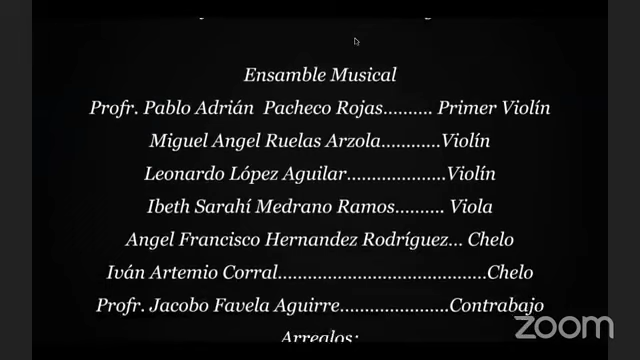 Ensamble Musical
Profr. Pablo Adrián Pacheco Rojas.......... Primer Violín
Miguel Angel Ruelas Arzola............Violín
Leonardo López Aguilar....................Violín
Ibeth Sarahí Medrano Ramos.......... Viola
Angel Francisco Hernandez Rodríguez... Chelo
Iván Artemio Corral..........................................Chelo
Profr. Jacobo Favela Aguirre......................Contrabajo
Arreglos:
zoom